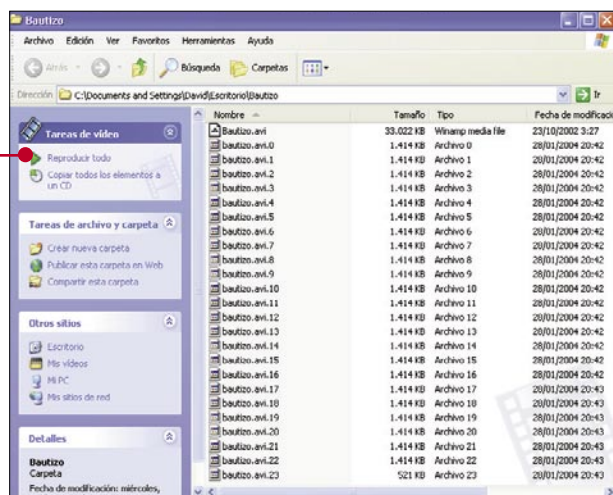 Bautizo
Archivo Edición Ver Favoritos Herramientas Ayuda
Atrás Búsqueda Carpetas
Dirección C:\Documents and Settings\David\Escritorio\Bautizo Ir
Tareas de vídeo
Reproducir todo
Copiar todos los elementos a
un CD
Tareas de archivo y carpeta
Crear nueva carpeta
Publicar esta carpeta en Web
Compartir esta carpeta
Otros sitios
Escritorio
Mis vídeos
Mi PC
Mis sitios de red
Detalles
Bautizo
Carpeta
Fecha de modificación: miércoles,
Nombre Tamaño Tipo Fecha de modificació
Bautizo.avi 33.022 KB Winamp media file 23/10/2002 3:27
bautizo.avi.0 1.414 KB Archivo 0 28/01/2004 20:42
bautizo.avi.1 1.414 KB Archivo 1 28/01/2004 20:42
bautizo.avi.2 1.414 KB Archivo 2 28/01/2004 20:42
bautizo.avi.3 1.414 KB Archivo 3 28/01/2004 20:42
bautizo.avi.4 1.414 KB Archivo 4 28/01/2004 20:42
bautizo.avi.5 1.414 KB Archivo 5 28/01/2004 20:42
bautizo.avi.6 1.414 KB Archivo 6 28/01/2004 20:42
bautizo.avi.7 1.414 KB Archivo 7 28/01/2004 20:42
bautizo.avi.8 1.414 KB Archivo 8 28/01/2004 20:42
bautizo.avi.9 1.414 KB Archivo 9 28/01/2004 20:42
bautizo.avi.10 1.414 KB Archivo 10 28/01/2004 20:42
bautizo.avi.11 1.414 KB Archivo 11 28/01/2004 20:42
bautizo.avi.12 1.414 KB Archivo 12 28/01/2004 20:42
bautizo.avi.13 1.414 KB Archivo 13 28/01/2004 20:42
bautizo.avi.14 1.414 KB Archivo 14 28/01/2004 20:42
bautizo.avi.15 1.414 KB Archivo 15 28/01/2004 20:42
bautizo.avi.16 1.414 KB Archivo 16 28/01/2004 20:42
bautizo.avi.17 1.414 KB Archivo 17 28/01/2004 20:43
bautizo.avi.18 1.414 KB Archivo 18 28/01/2004 20:43
bautizo.avi.19 1.414 KB Archivo 19 28/01/2004 20:43
bautizo.avi.20 1.414 KB Archivo 20 28/01/2004 20:43
bautizo.avi.21 1.414 KB Archivo 21 28/01/2004 20:43
bautizo.avi.22 1.414 KB Archivo 22 28/01/2004 20:43
bautizo.avi.23 521 KB Archivo 23 28/01/2004 20:43